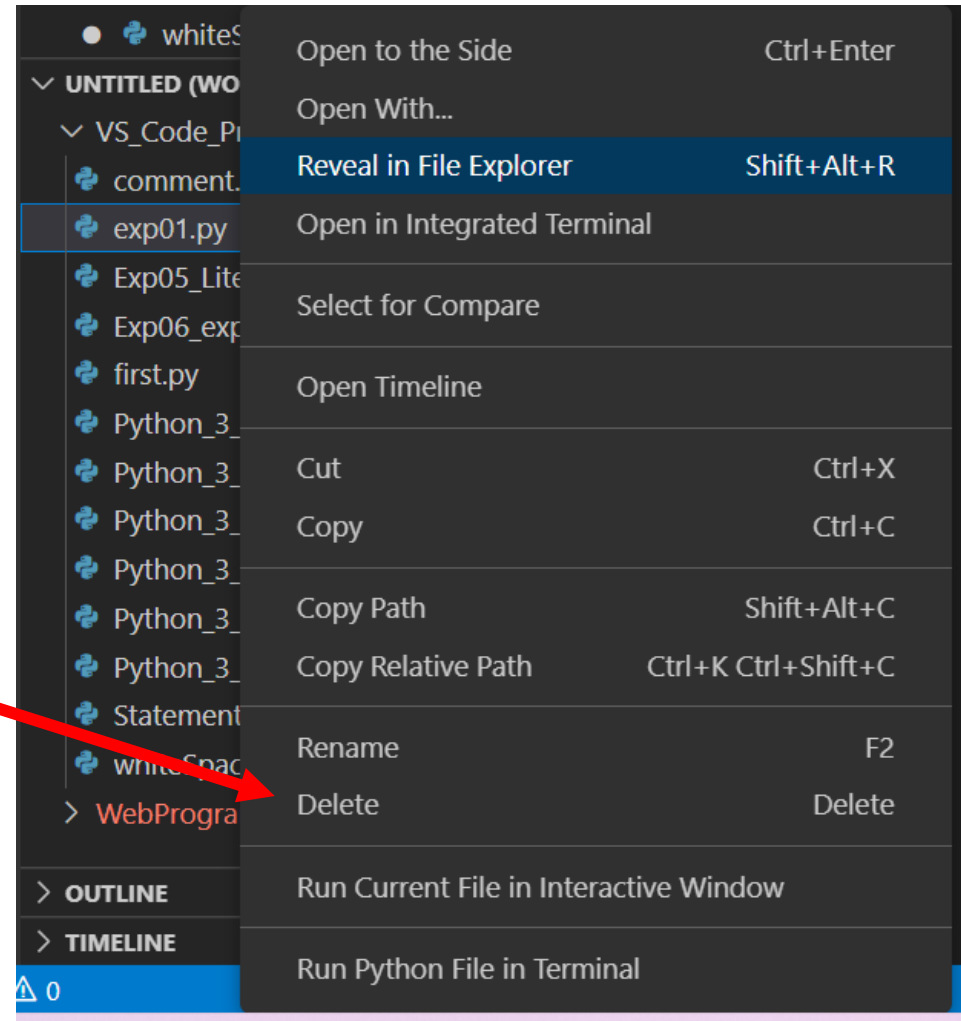 whiteS
UNTITLED (WO
VS_Code_Pr
comment.
exp01.py
Exp05_Lite
Exp06_exp
first.py
Python_3_
Python_3_
Python_3_
Python_3_
Python_3_
Python_3_
Statement
whiteSpac
WebProgra
OUTLINE
TIMELINE
0
Open to the Side Ctrl+Enter
Open With...
Reveal in File Explorer Shift+Alt+R
Open in Integrated Terminal
Select for Compare
Open Timeline
Cut Ctrl+X
Copy Ctrl+C
Copy Path Shift+Alt+C
Copy Relative Path Ctrl+K Ctrl+Shift+C
Rename F2
Delete Delete
Run Current File in Interactive Window
Run Python File in Terminal